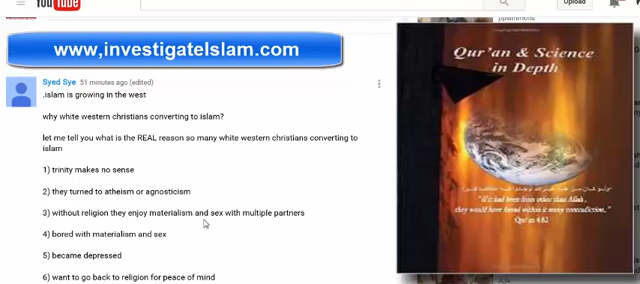 YouTube
Upload
www,investigateIslam.com
Syed Sye 51 minutes ago (edited)
.islam is growing in the west
why white western christians converting to islam?
let me tell you what is the REAL reason so many white western christians converting to
islam
1) trinity makes no sense
2) they turned to atheism or agnosticism
3) without religion they enjoy materialism and sex with multiple partners
4) bored with materialism and sex
5) became depressed
6) want to go back to religion for peace of mind
Qur'an & Science
in Depth
"if it had been from other than Allah,
they would have found within it many contradiction.."
Qur'an 4:82